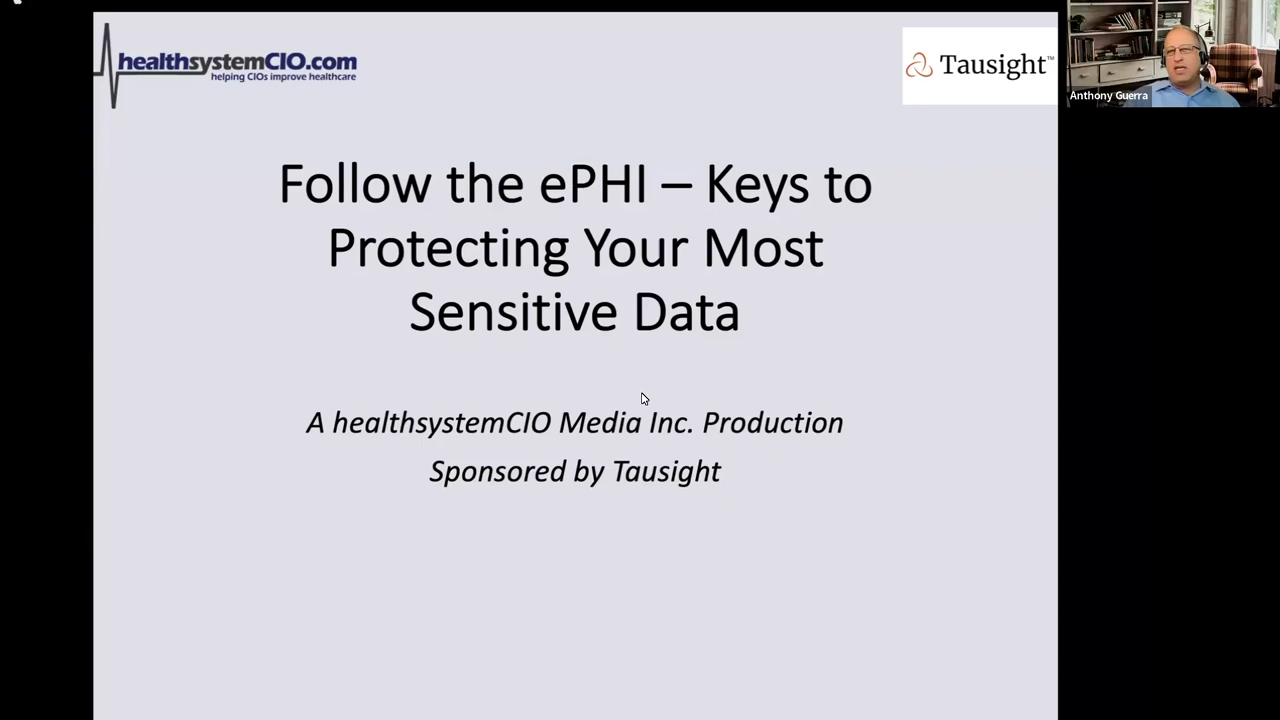 healthsystemCIO.com
helping CIOs improve healthcare
Tausight™
Anthony Guerra
Follow the ePHI – Keys to
Protecting Your Most
Sensitive Data
A healthsystemCIO Media Inc. Production
Sponsored by Tausight